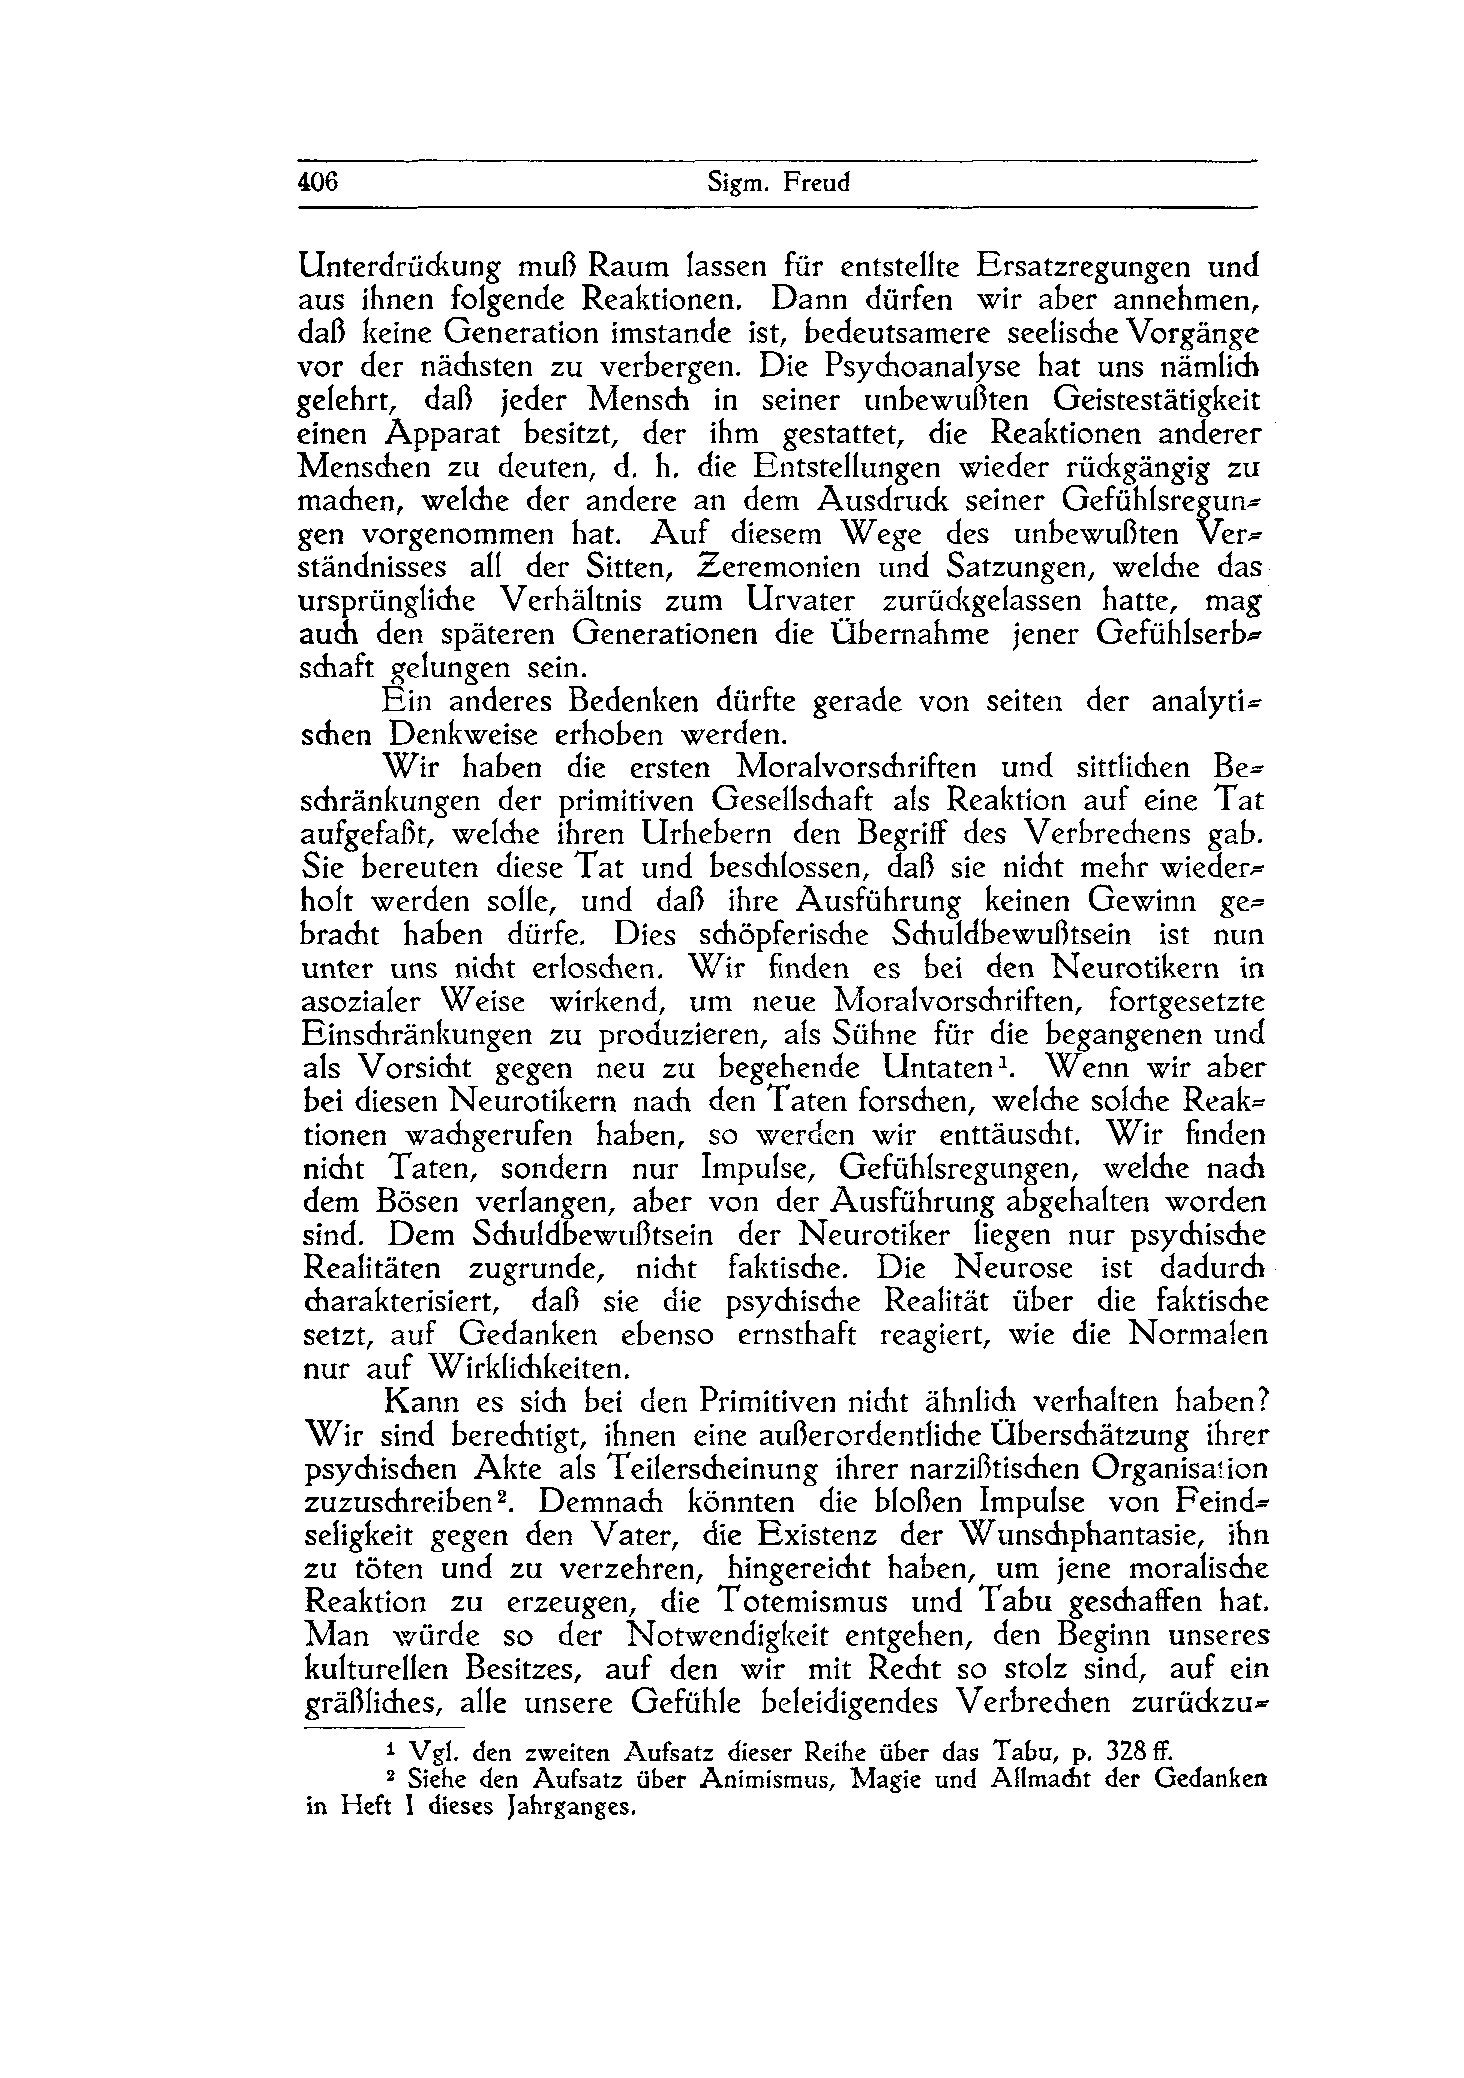 406 Sigm. Freud
Unterdrückung muß Raum lassen für entstellte Ersatzregungen und
aus ihnen folgende Reaktionen. Dann dürfen wir aber annehmen,
daß keine Generation imstande ist, bedeutsamere seelische Vorgänge
vor der nächsten zu verbergen. Die Psychoanalyse hat uns nämlich
gelehrt, daß jeder Mensch in seiner unbewußten Geistestätigkeit
einen Apparat besitzt, der ihm gestattet, die Reaktionen anderer
Menschen zu deuten, d. h. die Entstellungen wieder rückgängig zu
machen, welche der andere an dem Ausdruck seiner Gefühlsregun-
gen vorgenommen hat. Auf diesem Wege des unbewußten Ver-
ständnisses all der Sitten, Zeremonien und Satzungen, welche das
ursprüngliche Verhältnis zum Urvater zurückgelassen hatte, mag
auch den späteren Generationen die Übernahme jener Gefühlserb-
schaft gelungen sein.
Ein anderes Bedenken dürfte gerade von seiten der analyti-
schen Denkweise erhoben werden.
Wir haben die ersten Moralvorschriften und sittlichen Be-
schränkungen der primitiven Gesellschaft als Reaktion auf eine Tat
aufgefaßt, welche ihren Urhebern den Begriff des Verbrechens gab.
Sie bereuten diese Tat und beschlossen, daß sie nicht mehr wieder-
holt werden solle, und daß ihre Ausführung keinen Gewinn ge-
bracht haben dürfe. Dies schöpferische Schuldbewußtsein ist nun
unter uns nicht erloschen. Wir finden es bei den Neurotikern in
asozialer Weise wirkend, um neue Moralvorschriften, fortgesetzte
Einschränkungen zu produzieren, als Sühne für die begangenen und
als Vorsicht gegen neu zu begehende Untaten¹. Wenn wir aber
bei diesen Neurotikern nach den Taten forschen, welche solche Reak-
tionen wachgerufen haben, so werden wir enttäuscht. Wir finden
nicht Taten, sondern nur Impulse, Gefühlsregungen, welche nach
dem Bösen verlangen, aber von der Ausführung abgehalten worden
sind. Dem Schuldbewußtsein der Neurotiker liegen nur psychische
Realitäten zugrunde, nicht faktische. Die Neurose ist dadurch
charakterisiert, daß sie die psychische Realität über die faktische
setzt, auf Gedanken ebenso ernsthaft reagiert, wie die Normalen
nur auf Wirklichkeiten.
Kann es sich bei den Primitiven nicht ähnlich verhalten haben?
Wir sind berechtigt, ihnen eine außerordentliche Überschätzung ihrer
psychischen Akte als Teilerscheinung ihrer narzißtischen Organisation
zuzuschreiben². Demnach könnten die bloßen Impulse von Feind-
seligkeit gegen den Vater, die Existenz der Wunschphantasie, ihn
zu töten und zu verzehren, hingereicht haben, um jene moralische
Reaktion zu erzeugen, die Totemismus und Tabu geschaffen hat.
Man würde so der Notwendigkeit entgehen, den Beginn unseres
kulturellen Besitzes, auf den wir mit Recht so stolz sind, auf ein
gräßliches, alle unsere Gefühle beleidigendes Verbrechen zurückzu-
¹ Vgl. den zweiten Aufsatz dieser Reihe über das Tabu, p. 328 ff.
² Siehe den Aufsatz über Animismus, Magie und Allmacht der Gedanken
in Heft I dieses Jahrganges.